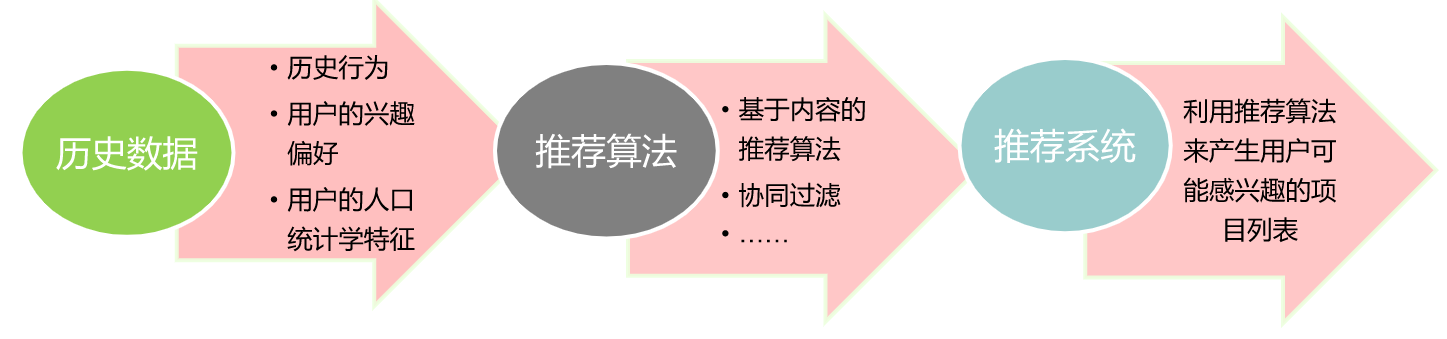 历史数据
• 历史行为
• 用户的兴趣
偏好
• 用户的人口
统计学特征
推荐算法
• 基于内容的
推荐算法
• 协同过滤
• ……
推荐系统
利用推荐算法
来产生用户可
能感兴趣的项
目列表